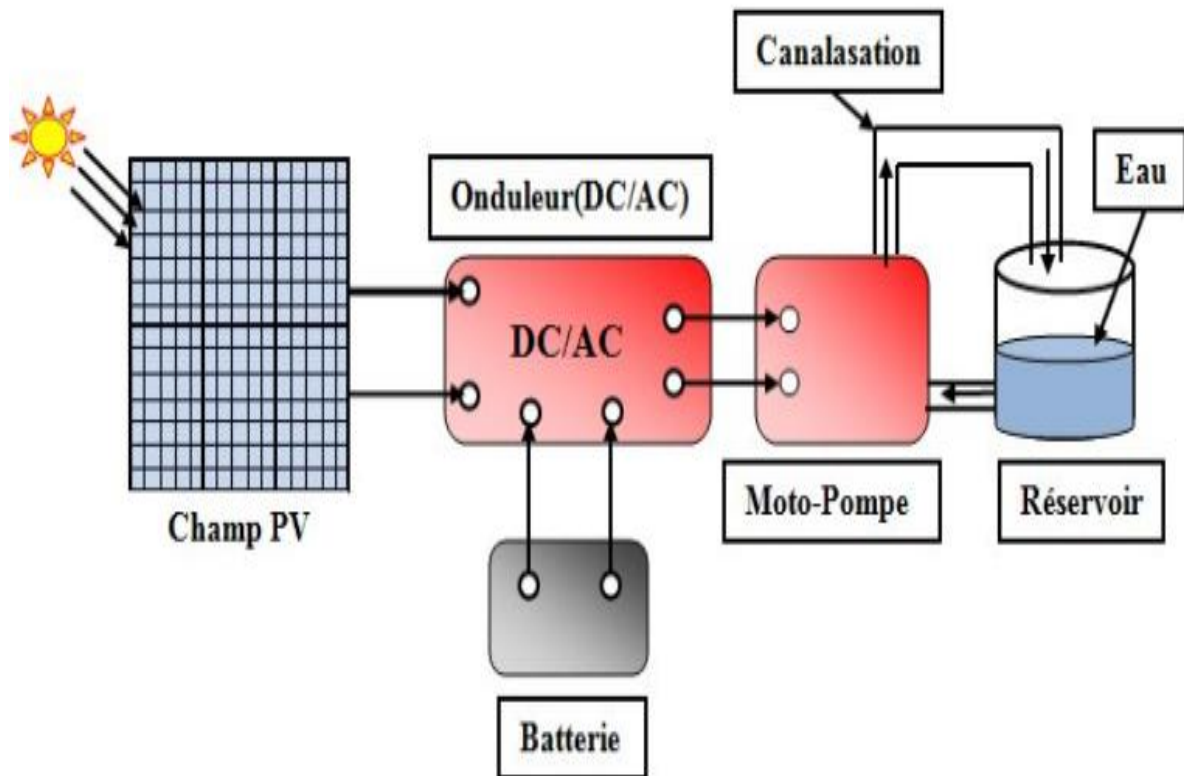 Canalasation
Eau
Onduleur(DC/AC)
DC/AC
Champ PV
Moto-Pompe
Réservoir
Batterie